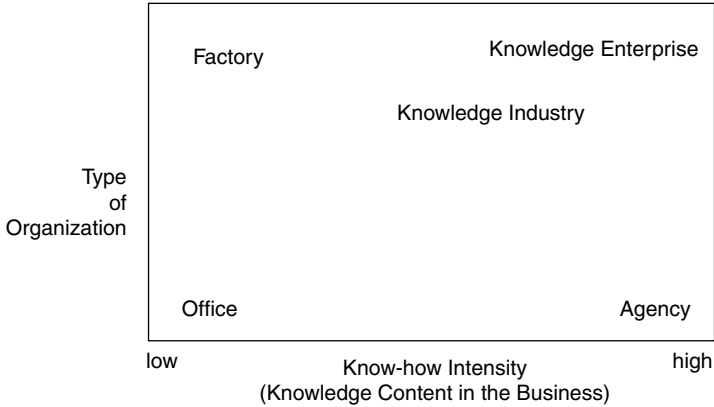 Factory
Knowledge Enterprise
Knowledge Industry
Type
of
Organization
Office
Agency
low
Know-how Intensity
high
(Knowledge Content in the Business)